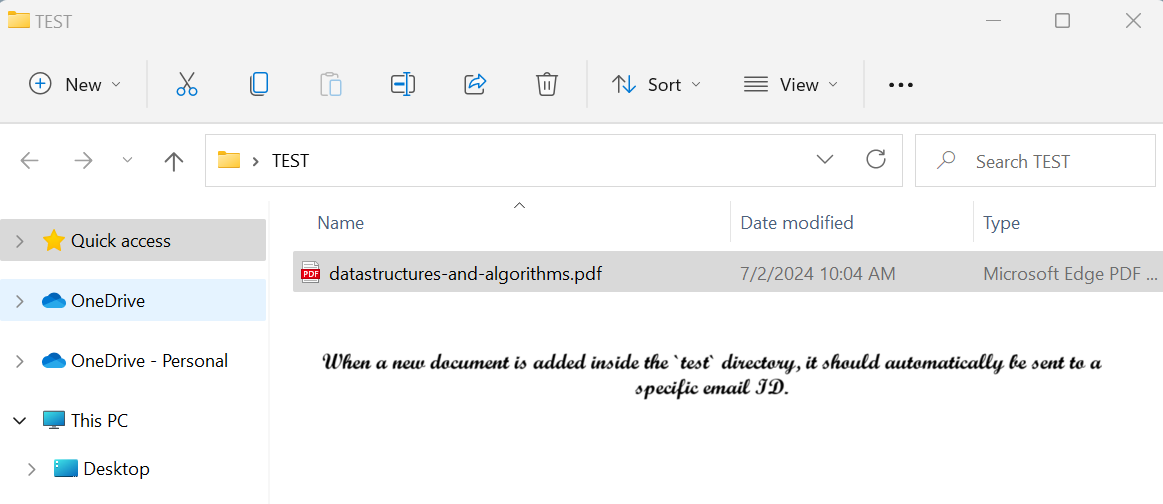 TEST
New
Sort
View
TEST
Search TEST
Name
Date modified
Type
Quick access
PDF
datastructures-and-algorithms.pdf
7/2/2024 10:04 AM
Microsoft Edge PDF ...
OneDrive
OneDrive - Personal
When a new document is added inside the `test` directory, it should automatically be sent to a
specific email ID.
This PC
Desktop